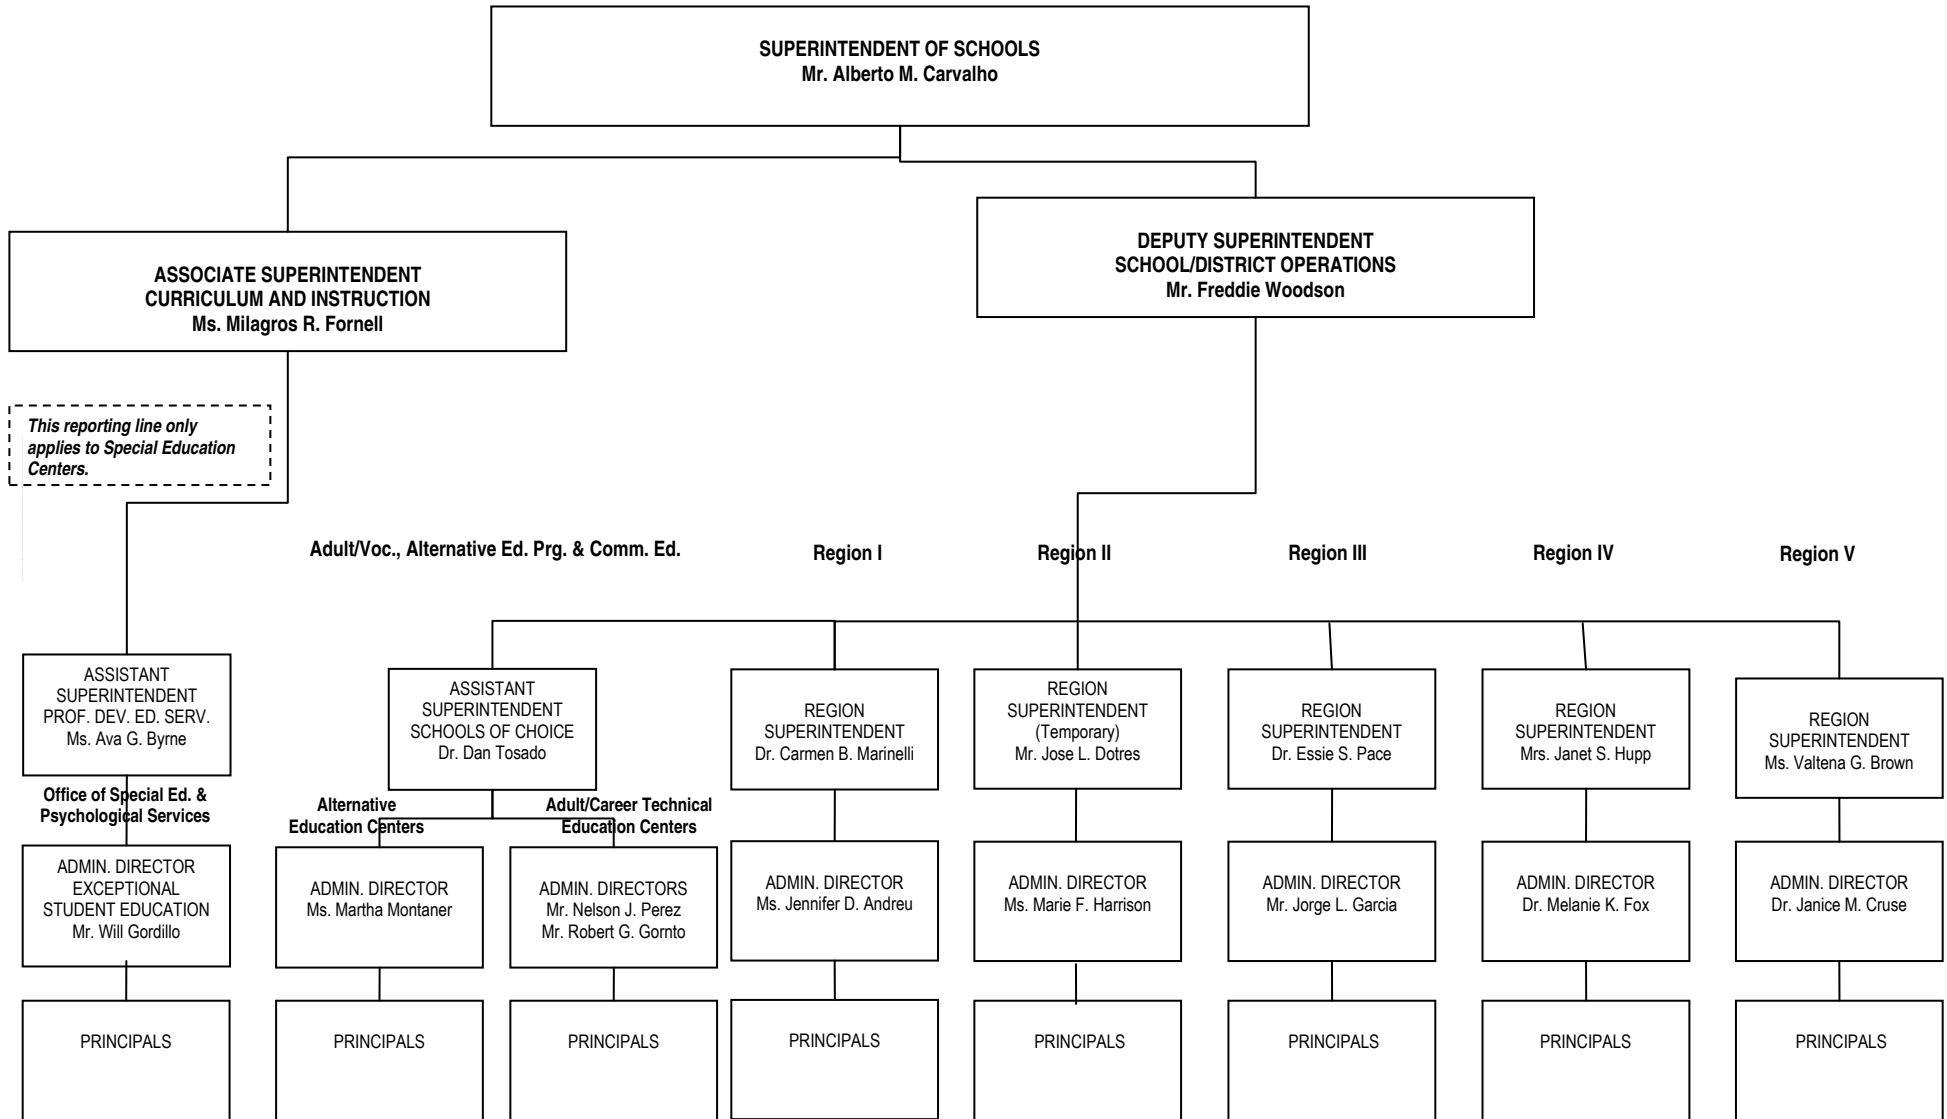 SUPERINTENDENT OF SCHOOLS
Mr. Alberto M. Carvalho
DEPUTY SUPERINTENDENT
SCHOOL/DISTRICT OPERATIONS
Mr. Freddie Woodson
ASSOCIATE SUPERINTENDENT
CURRICULUM AND INSTRUCTION
Ms. Milagros R. Fornell
This reporting line only
applies to Special Education
Centers.
Adult/Voc., Alternative Ed. Prg. & Comm. Ed.
Region I
Region II
Region III
Region IV
Region V
ASSISTANT
SUPERINTENDENT
PROF. DEV. ED. SERV.
Ms. Ava G. Byrne
ASSISTANT
SUPERINTENDENT
SCHOOLS OF CHOICE
Dr. Dan Tosado
REGION
SUPERINTENDENT
Dr. Carmen B. Marinelli
REGION
SUPERINTENDENT
(Temporary)
Mr. Jose L. Dotres
REGION
SUPERINTENDENT
Dr. Essie S. Pace
REGION
SUPERINTENDENT
Mrs. Janet S. Hupp
REGION
SUPERINTENDENT
Ms. Valtena G. Brown
Office of Special Ed. &
Psychological Services
Alternative
Education Centers
Adult/Career Technical
Education Centers
ADMIN. DIRECTOR
EXCEPTIONAL
STUDENT EDUCATION
Mr. Will Gordillo
ADMIN. DIRECTOR
Ms. Martha Montaner
ADMIN. DIRECTORS
Mr. Nelson J. Perez
Mr. Robert G. Gornto
ADMIN. DIRECTOR
Ms. Jennifer D. Andreu
ADMIN. DIRECTOR
Ms. Marie F. Harrison
ADMIN. DIRECTOR
Mr. Jorge L. Garcia
ADMIN. DIRECTOR
Dr. Melanie K. Fox
ADMIN. DIRECTOR
Dr. Janice M. Cruse
PRINCIPALS
PRINCIPALS
PRINCIPALS
PRINCIPALS
PRINCIPALS
PRINCIPALS
PRINCIPALS
PRINCIPALS